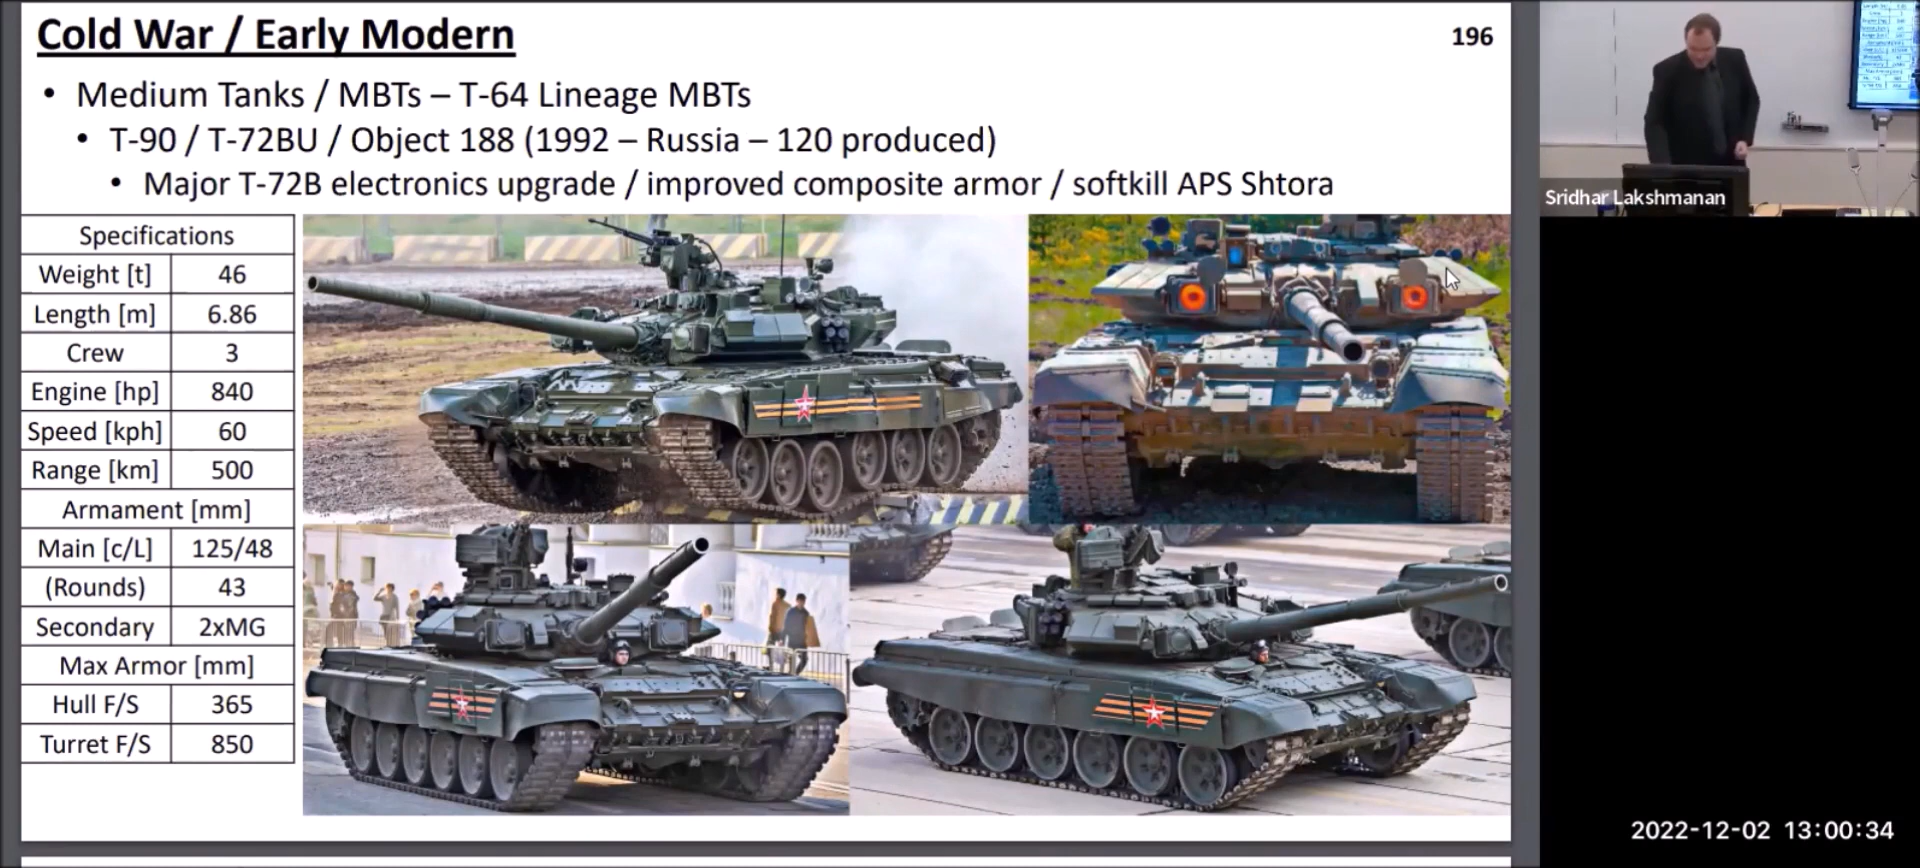 Cold War / Early Modern
196
• Medium Tanks / MBTs – T-64 Lineage MBTs
• T-90 / T-72BU / Object 188 (1992 – Russia – 120 produced)
• Major T-72B electronics upgrade / improved composite armor / softkill APS Shtora
Specifications
Weight [t] 46
Length [m] 6.86
Crew 3
Engine [hp] 840
Speed [kph] 60
Range [km] 500
Armament [mm]
Main [c/L] 125/48
(Rounds) 43
Secondary 2xMG
Max Armor [mm]
Hull F/S 365
Turret F/S 850
Sridhar Lakshmanan
2022-12-02 13:00:34